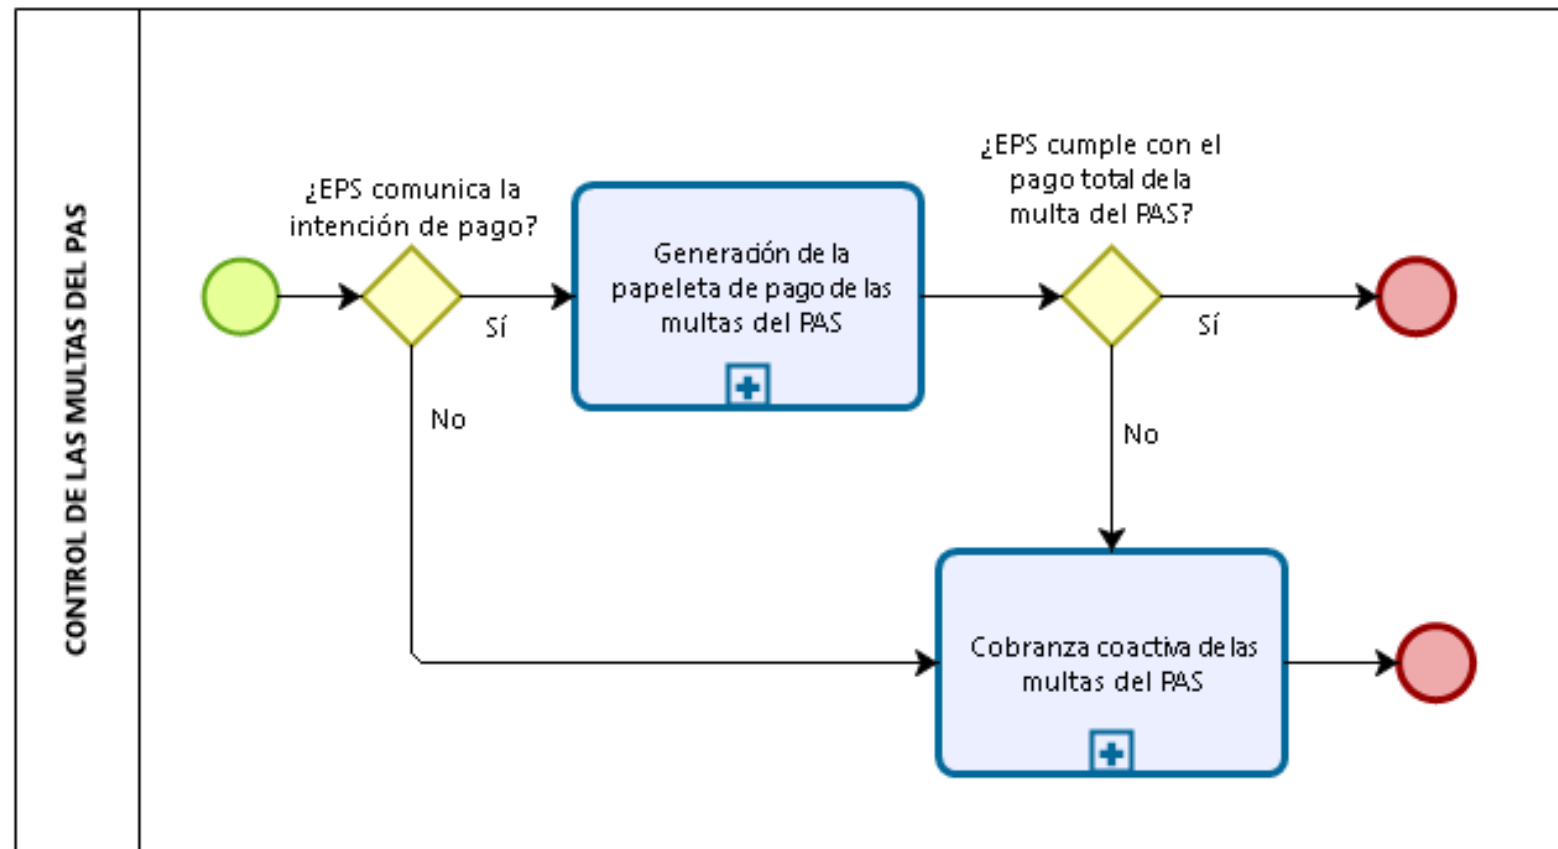 CONTROL DE LAS MULTAS DEL PAS
¿EPS comunica la
intención de pago?
Sí
No
Generación de la
papeleta de pago de las
multas del PAS
¿EPS cumple con el
pago total de la
multa del PAS?
Sí
No
Cobranza coactiva de las
multas del PAS